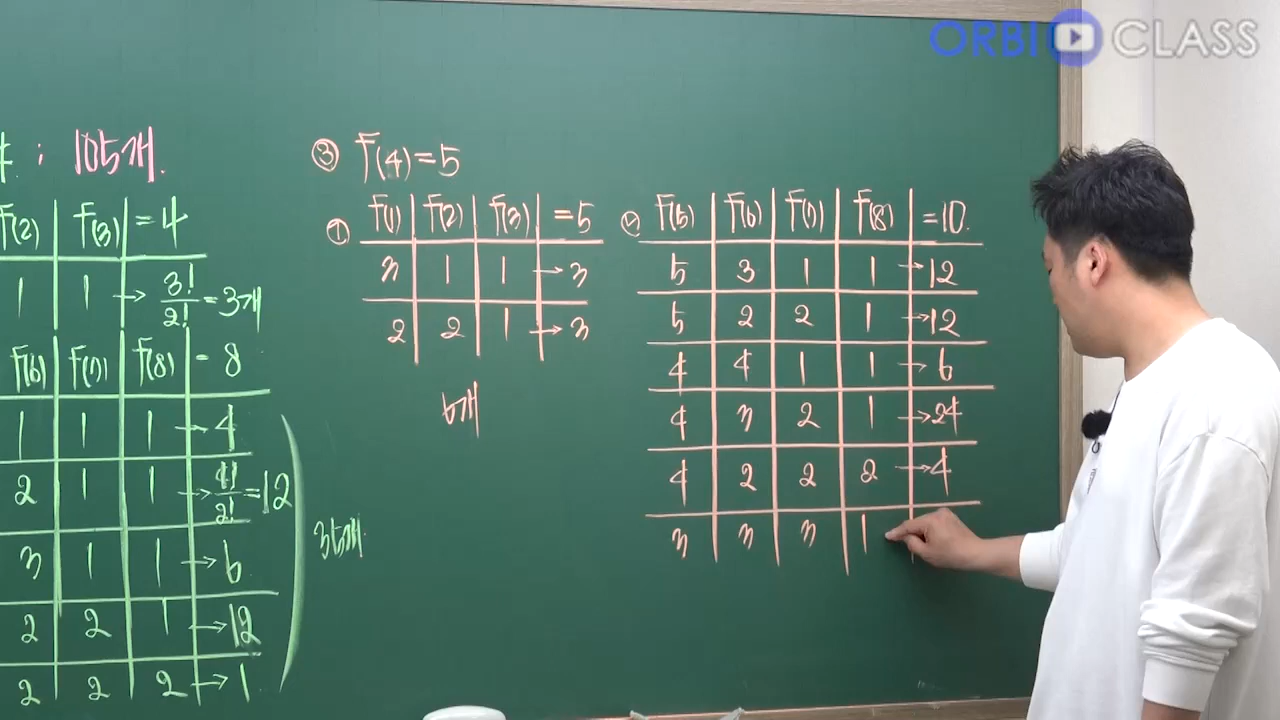 ORBI CLASS
: 105개.
F(2) F(3) =4
1 1 → 3!/2! = 3개
F(6) F(7) F(8) = 8
1 1 1 → 4
2 1 1 → 4!/2! = 12
3 1 1 → 6
2 2 1 → 12
2 2 2 → 1
35개.
③ F(4)=5
① F(1) F(2) F(3) =5
3 1 1 → 3
2 2 1 → 3
6개
② F(5) F(6) F(7) F(8) =10.
5 3 1 1 → 12
5 2 2 1 → 12
4 4 1 1 → 6
4 3 2 1 → 24
4 2 2 2 → 4
3 3 3 1